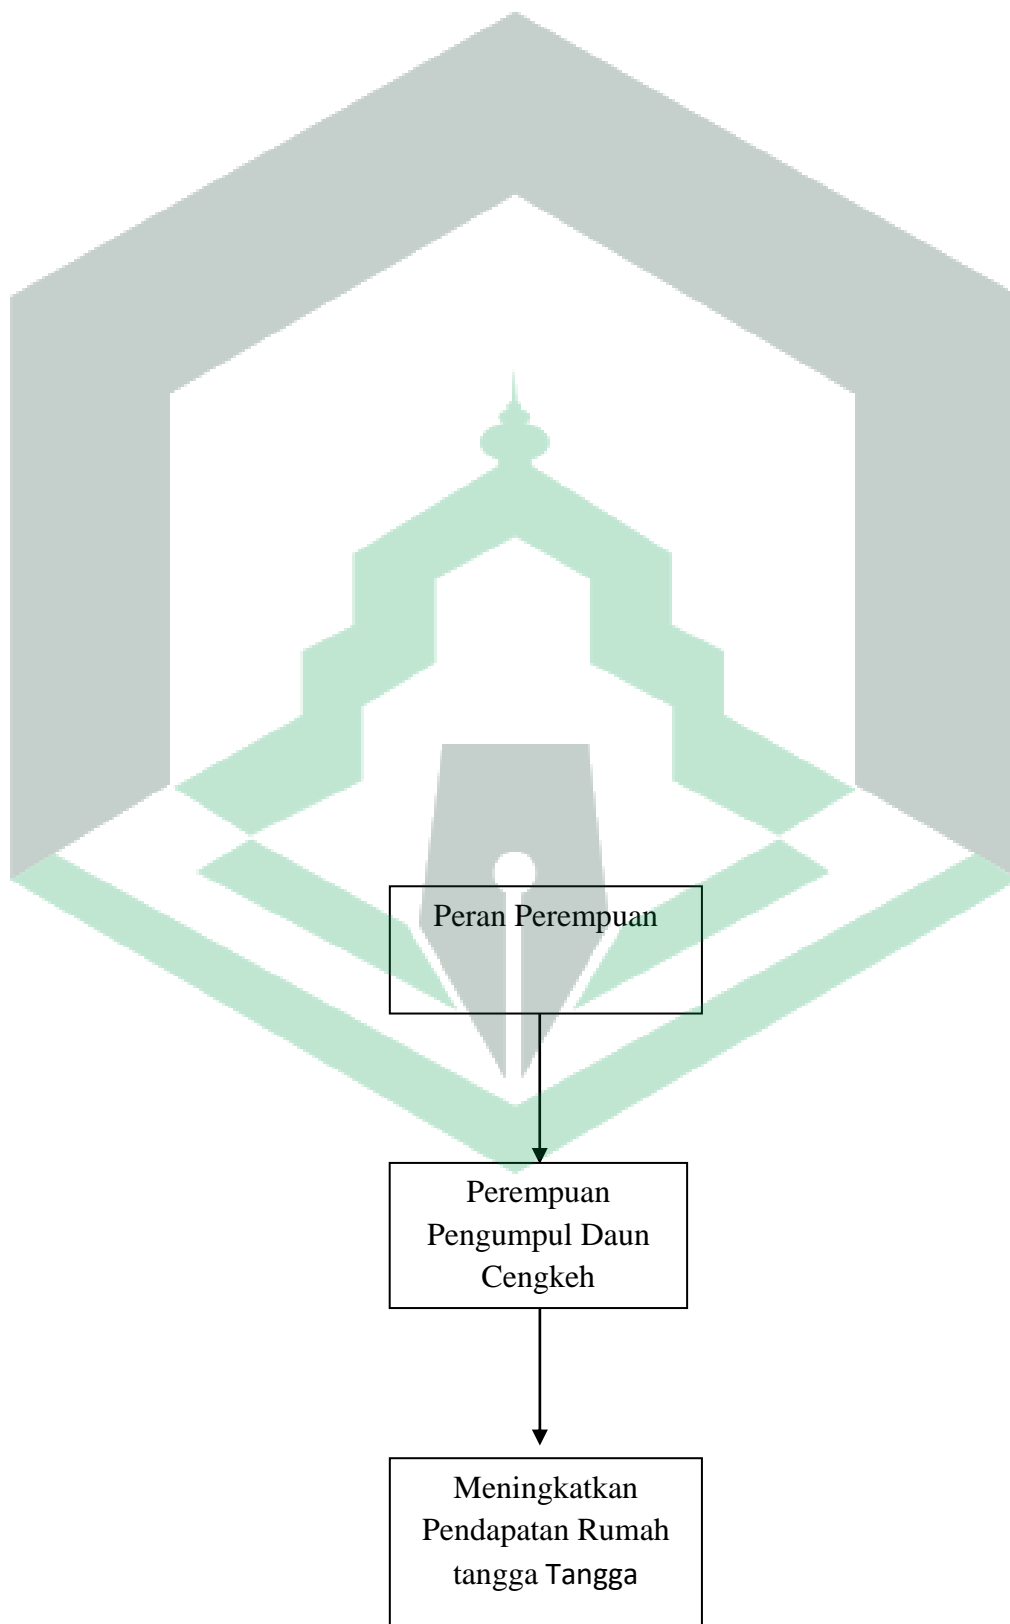 Peran Perempuan
Perempuan
Pengumpul Daun
Cengkeh
Meningkatkan
Pendapatan Rumah
tangga Tangga